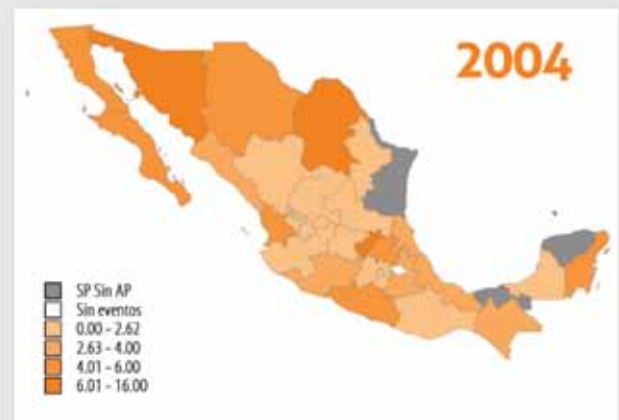 2004
SP Sin AP
Sin eventos
0.00 - 2.62
2.63 - 4.00
4.01 - 6.00
6.01 - 16.00